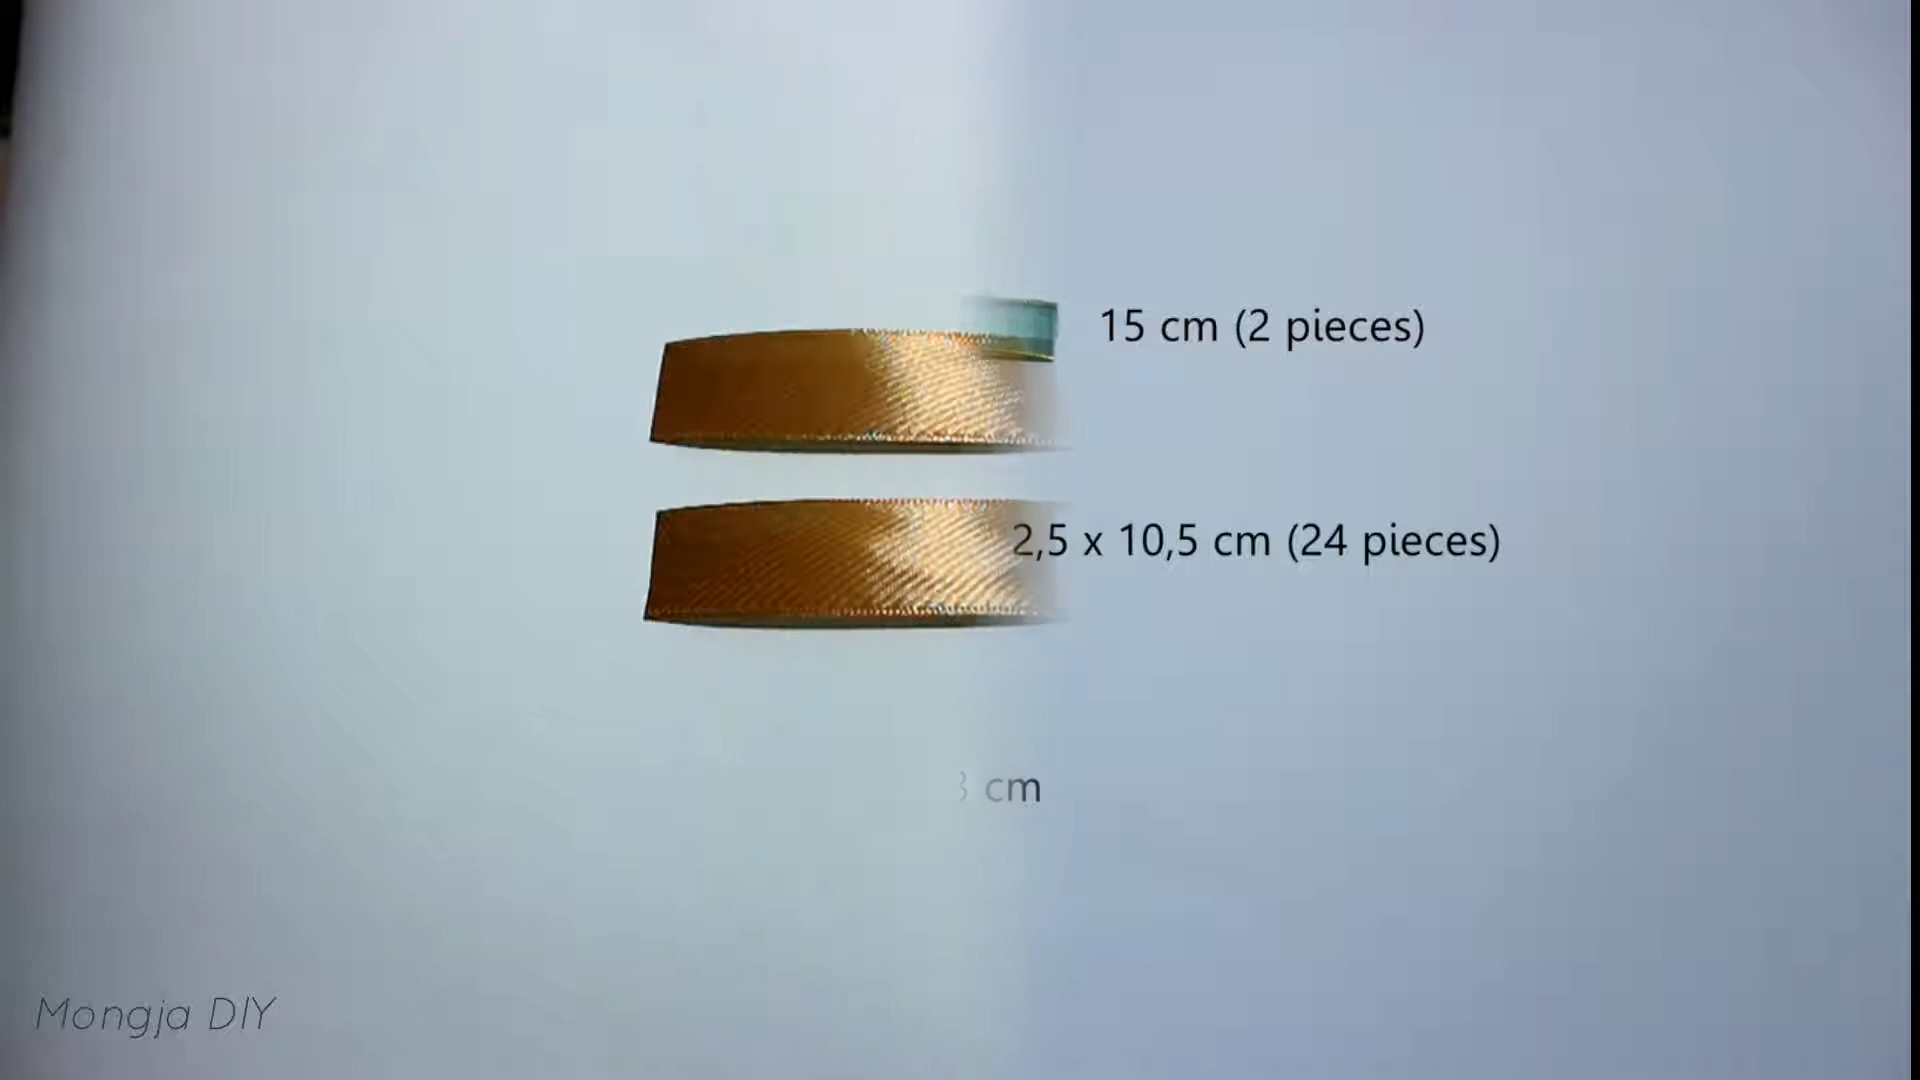 15 cm (2 pieces)
2,5 x 10,5 cm (24 pieces)
cm
Mongja DIY